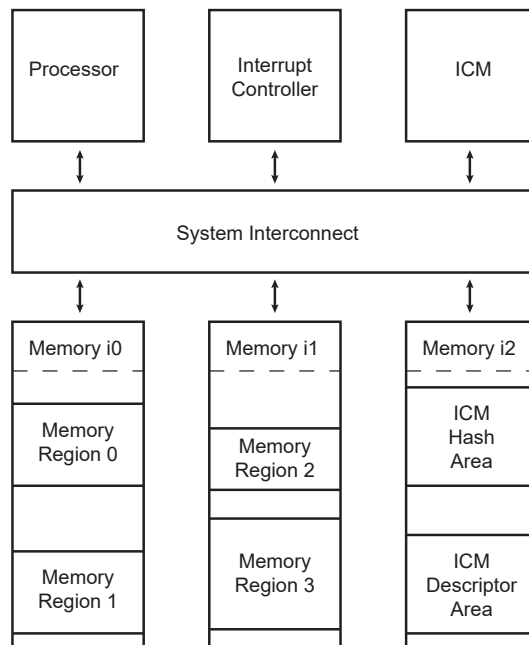 Processor
Interrupt
Controller
ICM
System Interconnect
Memory i0
Memory i1
Memory i2
Memory
Region 0
Memory
Region 2
ICM
Hash
Area
Memory
Region 1
Memory
Region 3
ICM
Descriptor
Area